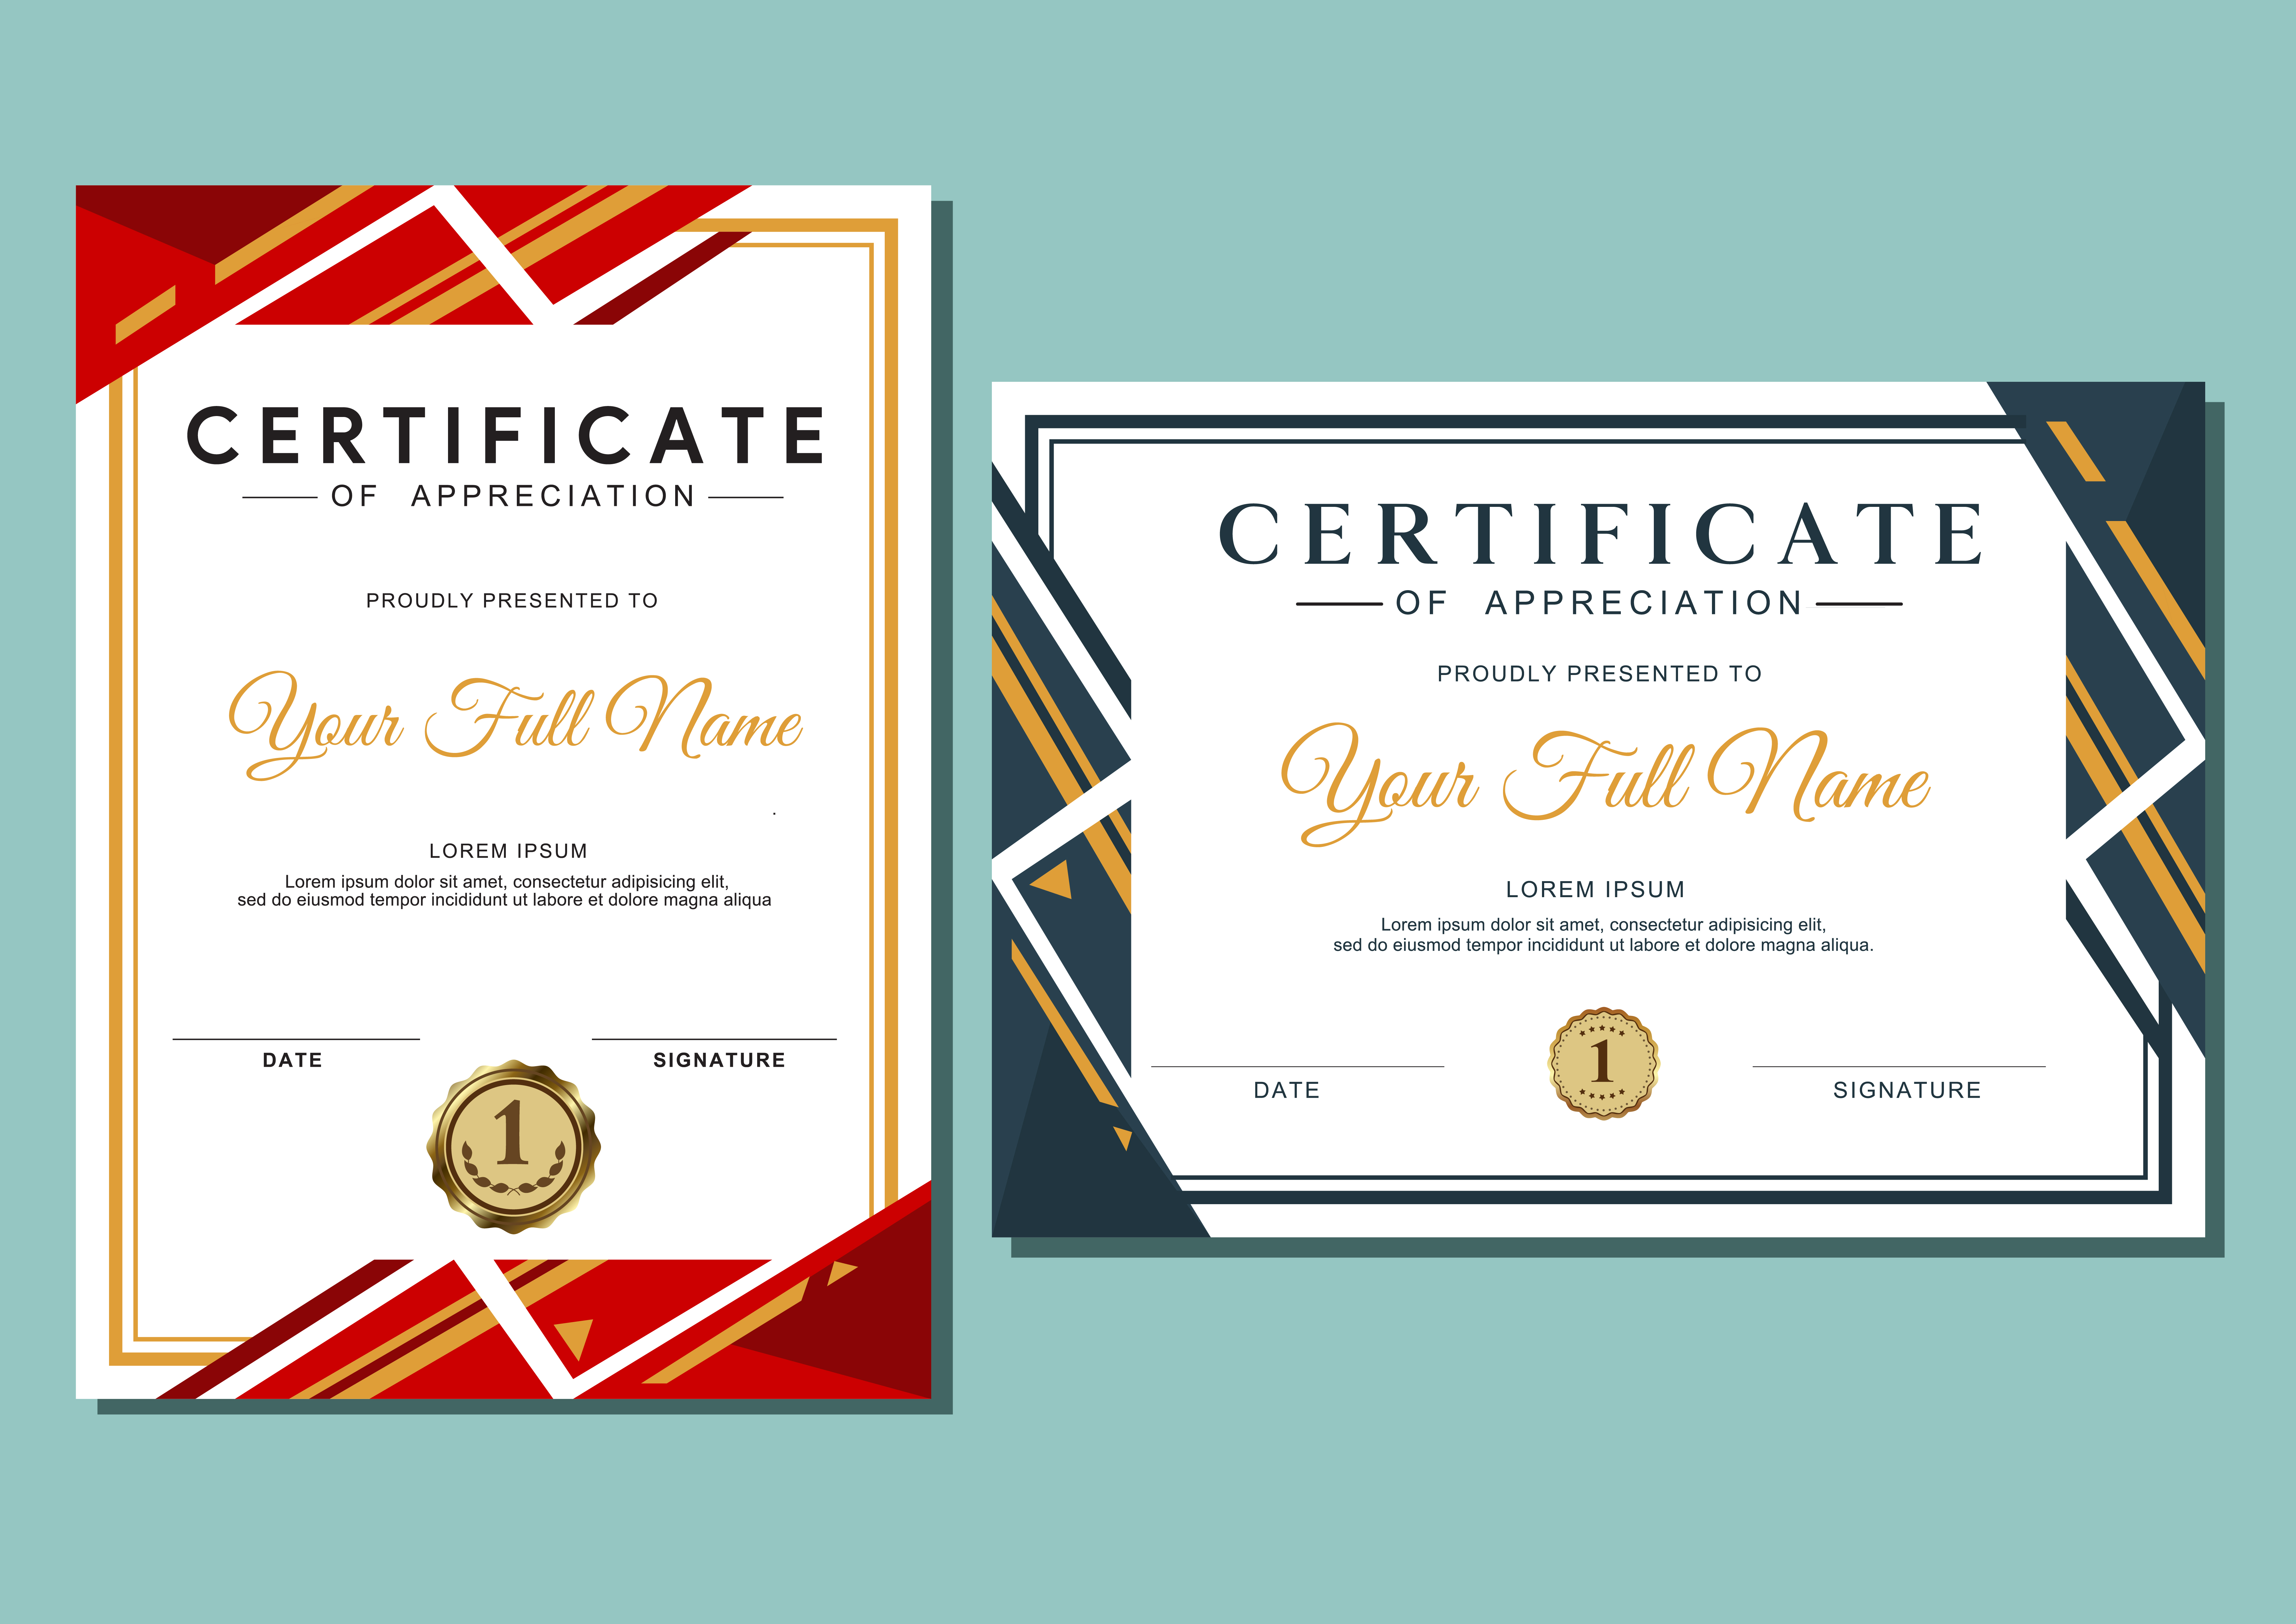 CERTIFICATE
OF APPRECIATION
PROUDLY PRESENTED TO
Your Full Name
.
LOREM IPSUM
Lorem ipsum dolor sit amet, consectetur adipisicing elit,
sed do eiusmod tempor incididunt ut labore et dolore magna aliqua
DATE
SIGNATURE
1
CERTIFICATE
OF APPRECIATION
PROUDLY PRESENTED TO
Your Full Name
LOREM IPSUM
Lorem ipsum dolor sit amet, consectetur adipisicing elit,
sed do eiusmod tempor incididunt ut labore et dolore magna aliqua.
1
DATE
SIGNATURE